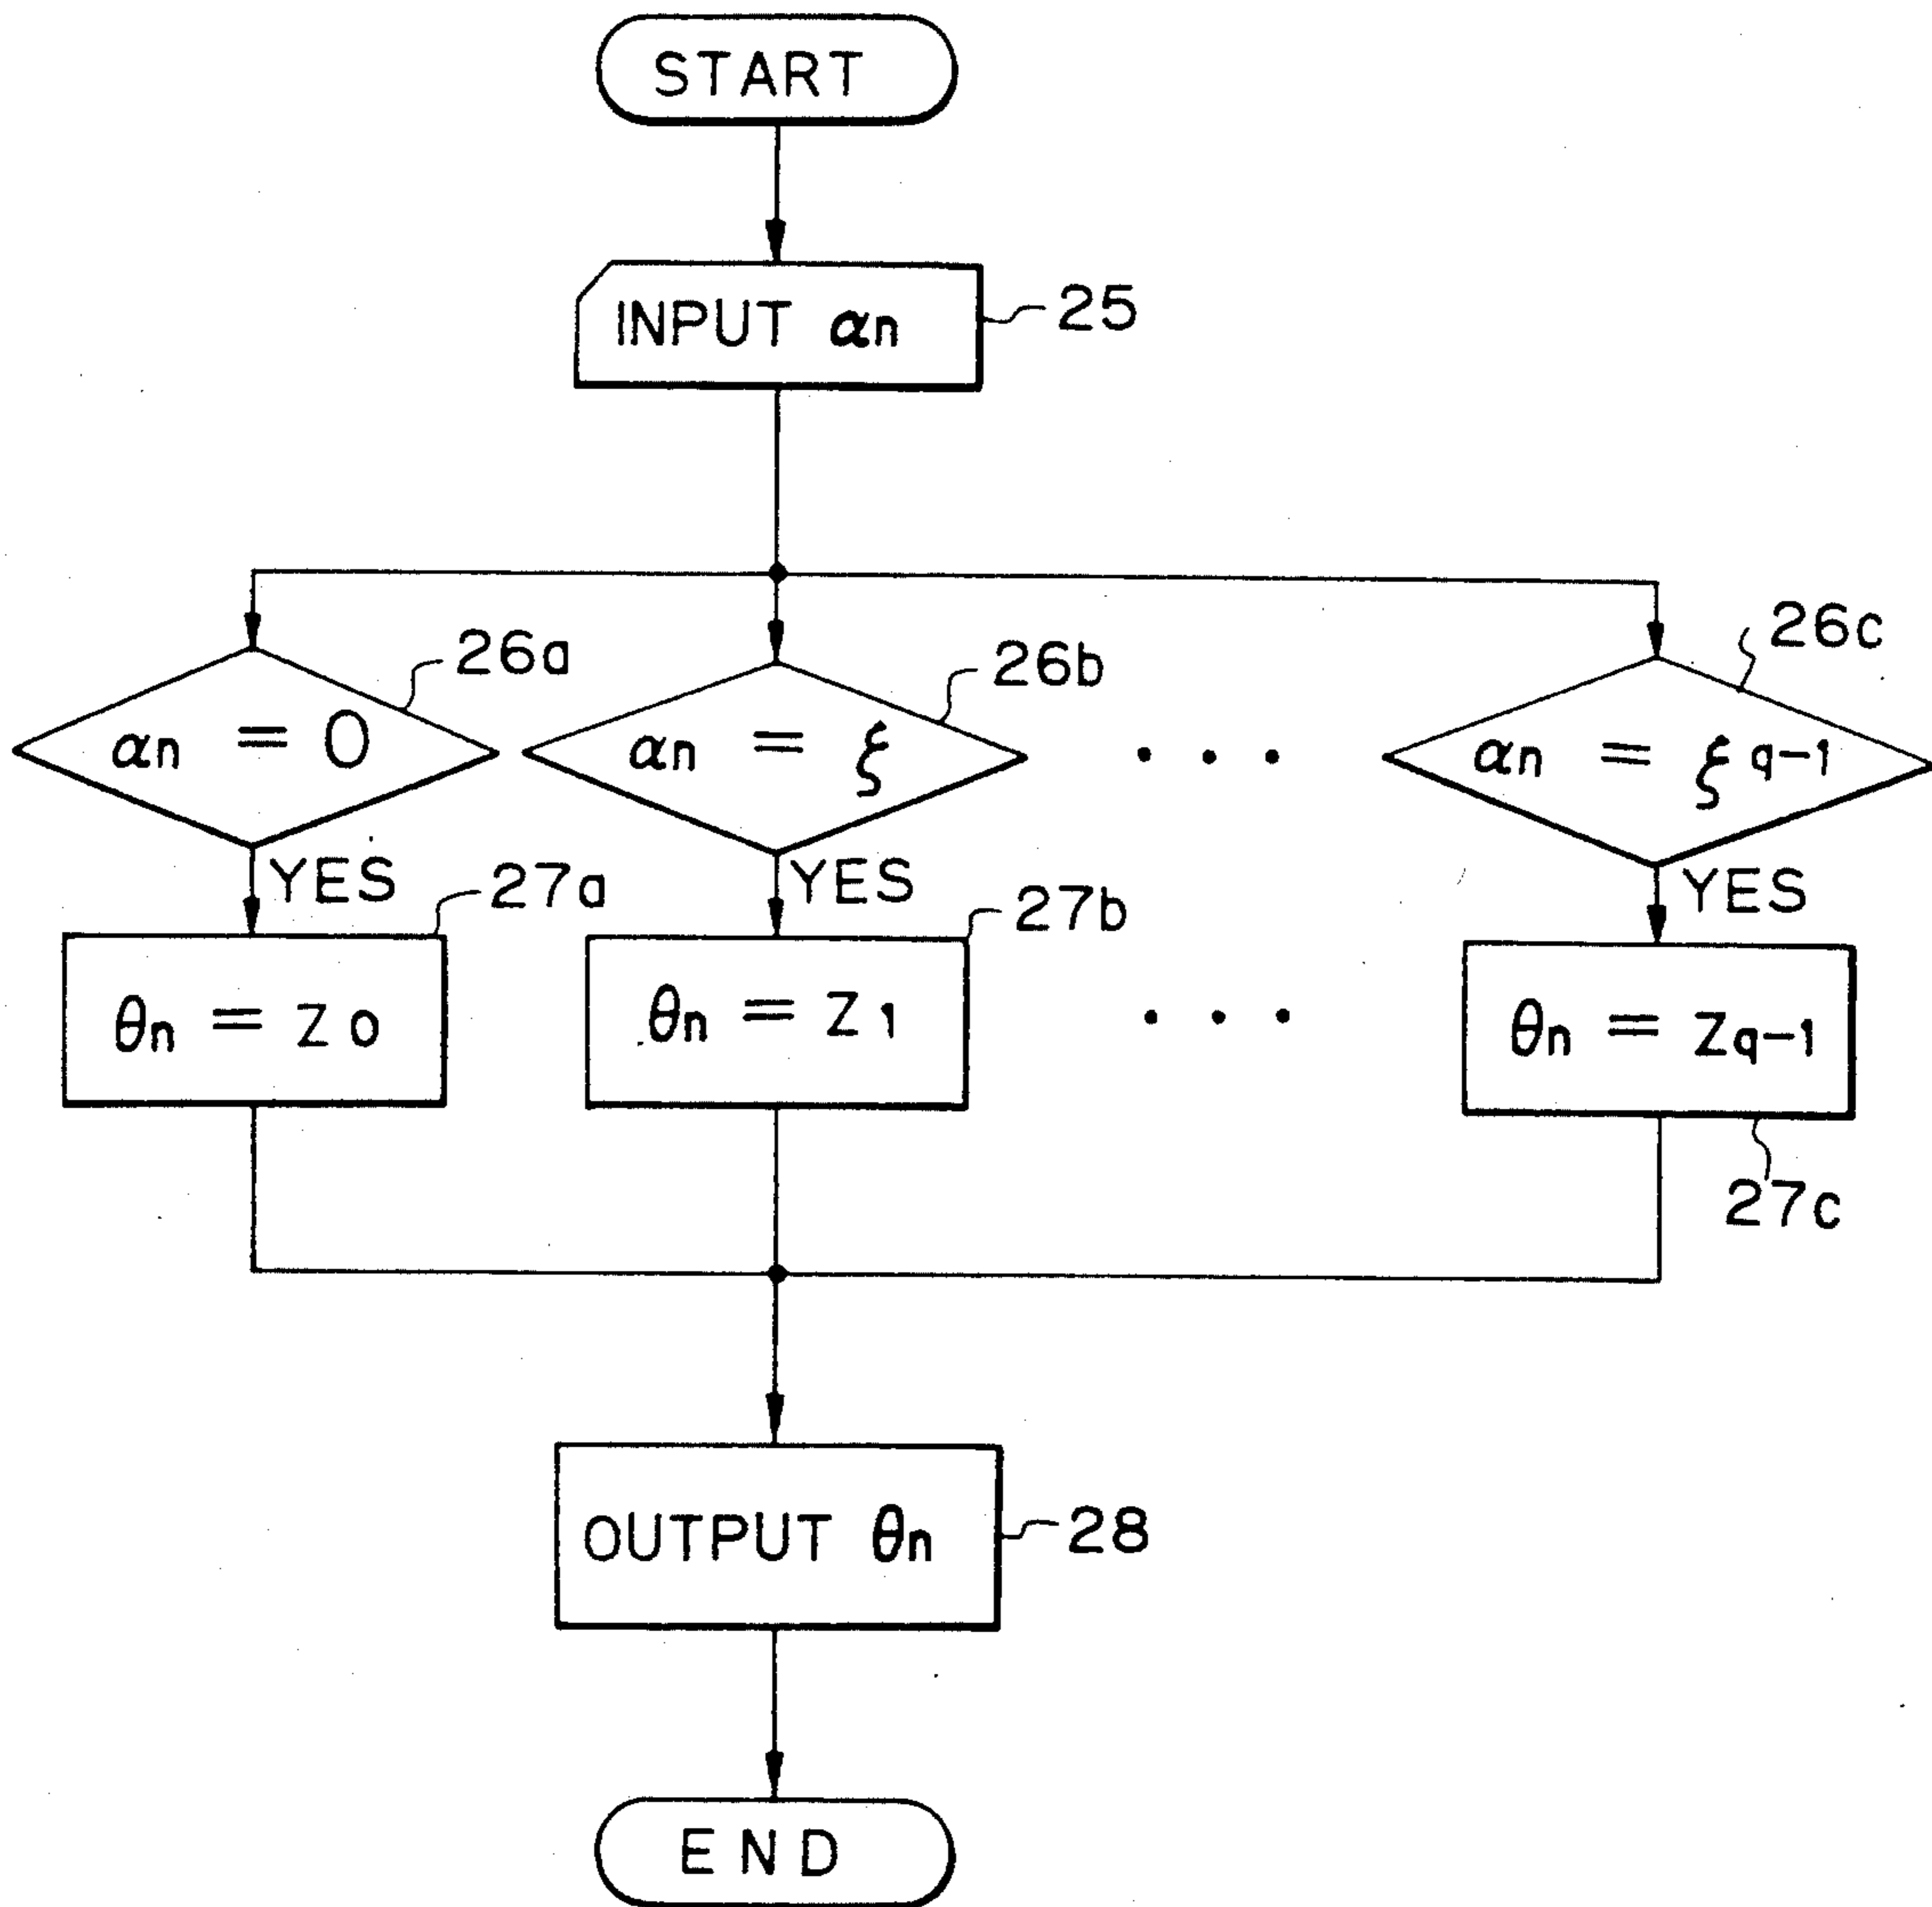 START
INPUT αn
25
26a
26b
26c
αn = 0
αn = ξ
• • •
αn = ξ q-1
YES
YES
YES
27a
27b
θn = Z0
θn = Z1
• • •
θn = Zq-1
27c
OUTPUT θn
28
END